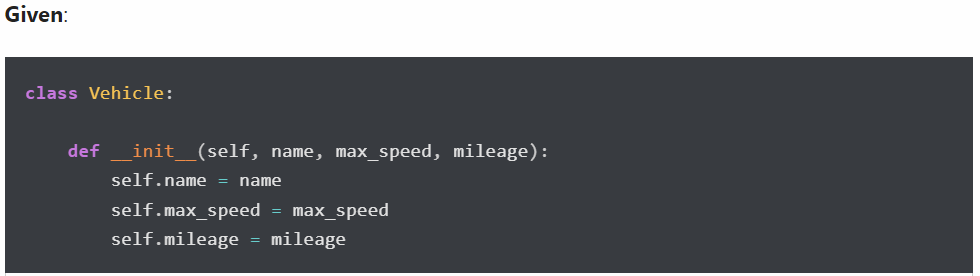 Given:
class Vehicle:
    def __init__(self, name, max_speed, mileage):
        self.name = name
        self.max_speed = max_speed
        self.mileage = mileage